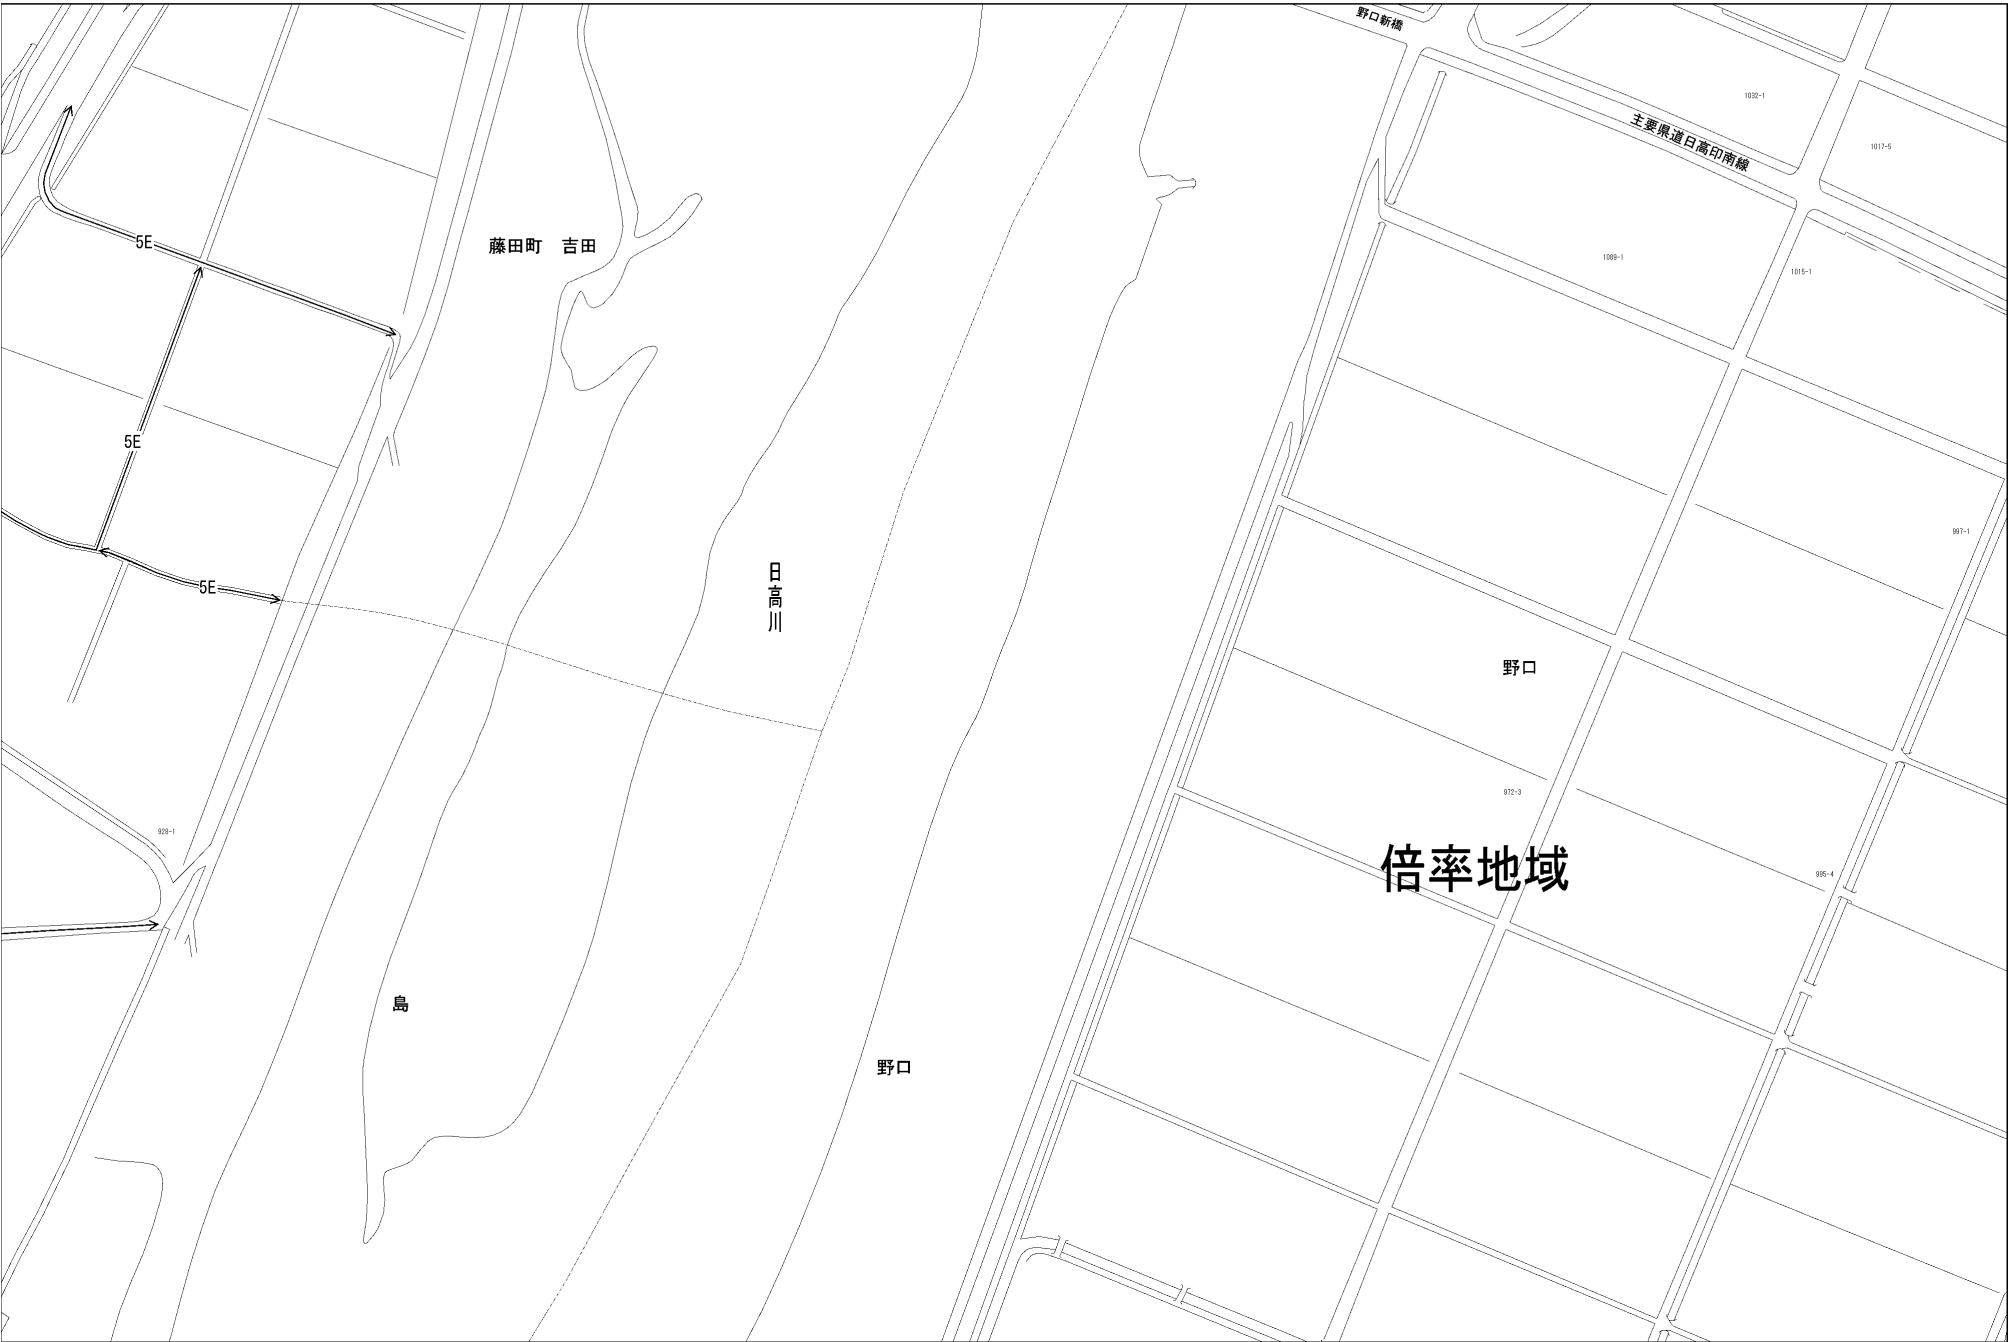 野口新橋
1032-1
主要県道日高印南線
1017-5
5E
藤田町　吉田
1089-1
1015-1
5E
997-1
日高川
5E
野口
972-3
928-1
倍率地域
995-4
島
野口